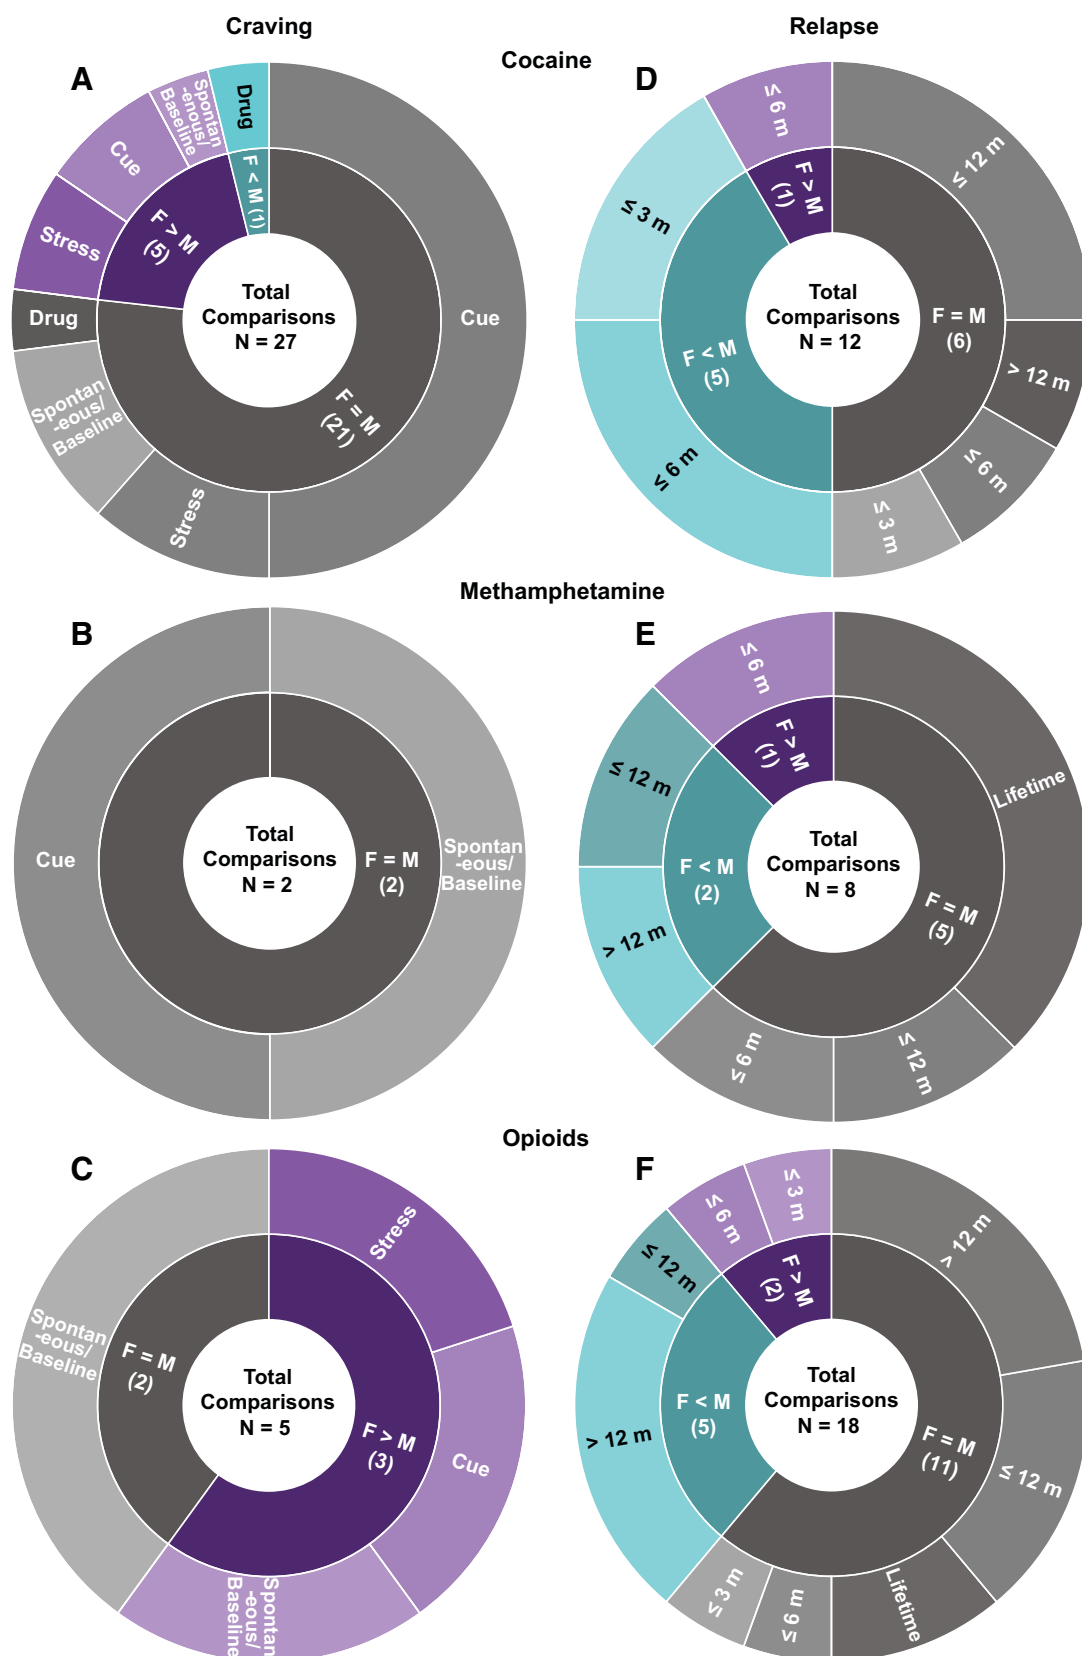 Craving
Relapse
Cocaine
A
Drug
Spontan
-enous/
Baseline
Cue
Stress
Drug
Spontan
-eous/
Baseline
Stress
Cue
F < M (1)
F > M
(5)
F = M
(21)
Total
Comparisons
N = 27
D
≤ 6 m
≤ 12 m
≤ 3 m
> 12 m
≤ 6 m
≤ 6 m
≤ 3 m
F > M
(1)
F < M
(5)
F = M
(6)
Total
Comparisons
N = 12
Methamphetamine
B
Cue
Spontan
-eous/
Baseline
F = M
(2)
Total
Comparisons
N = 2
E
≤ 6 m
≤ 12 m
> 12 m
≤ 6 m
≤ 12 m
Lifetime
F > M
(1)
F < M
(2)
F = M
(5)
Total
Comparisons
N = 8
Opioids
C
Stress
Cue
Spontan
-eous/
Baseline
Spontan
-eous/
Baseline
F = M
(2)
F > M
(3)
Total
Comparisons
N = 5
F
≤ 6 m
≤ 3 m
≤ 12 m
> 12 m
> 12 m
≤ 12 m
≤ 3 m
≤ 6 m
Lifetime
F > M
(2)
F < M
(5)
F = M
(11)
Total
Comparisons
N = 18